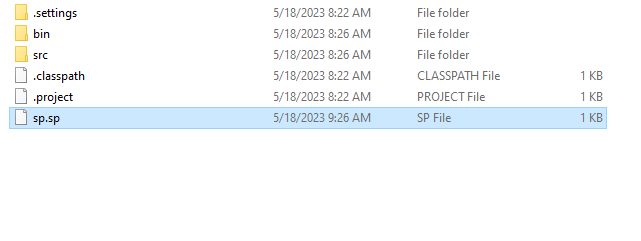 .settings 5/18/2023 8:22 AM File folder
bin 5/18/2023 8:26 AM File folder
src 5/18/2023 8:26 AM File folder
.classpath 5/18/2023 8:22 AM CLASSPATH File 1 KB
.project 5/18/2023 8:22 AM PROJECT File 1 KB
sp.sp 5/18/2023 9:26 AM SP File 1 KB